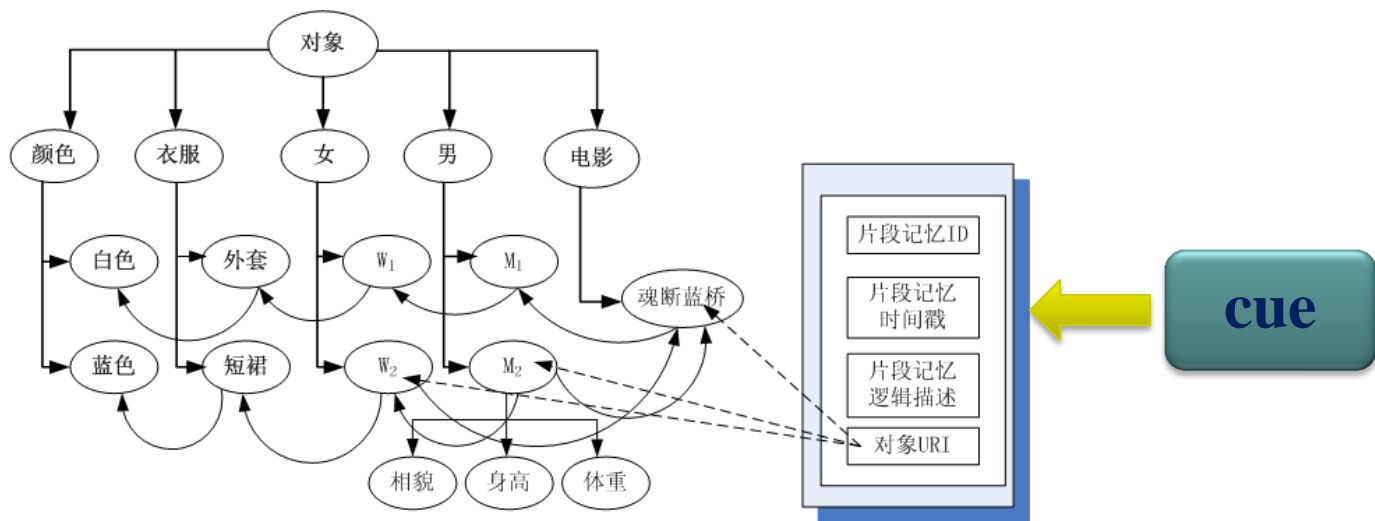 对象
颜色
衣服
女
男
电影
白色
外套
W₁
M₁
魂断蓝桥
蓝色
短裙
W₂
M₂
相貌
身高
体重
片段记忆ID
片段记忆
时间戳
片段记忆
逻辑描述
对象URI
cue